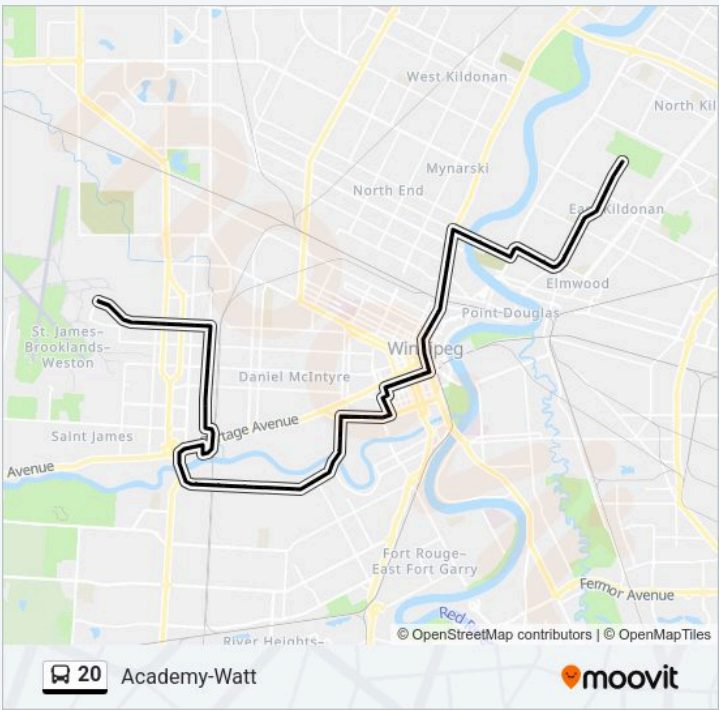 West Kildonan
North Kil
Mynarski
North End
East Kildonan
Elmwood
Point-Douglas
St. James–
Brooklands–
Weston
Winnipeg
Daniel McIntyre
Portage Avenue
Saint James
Avenue
Fort Rouge–
East Fort Garry
Fermor Avenue
Red R
River Heights–
© OpenStreetMap contributors | © OpenMapTiles
20 Academy-Watt
moovit